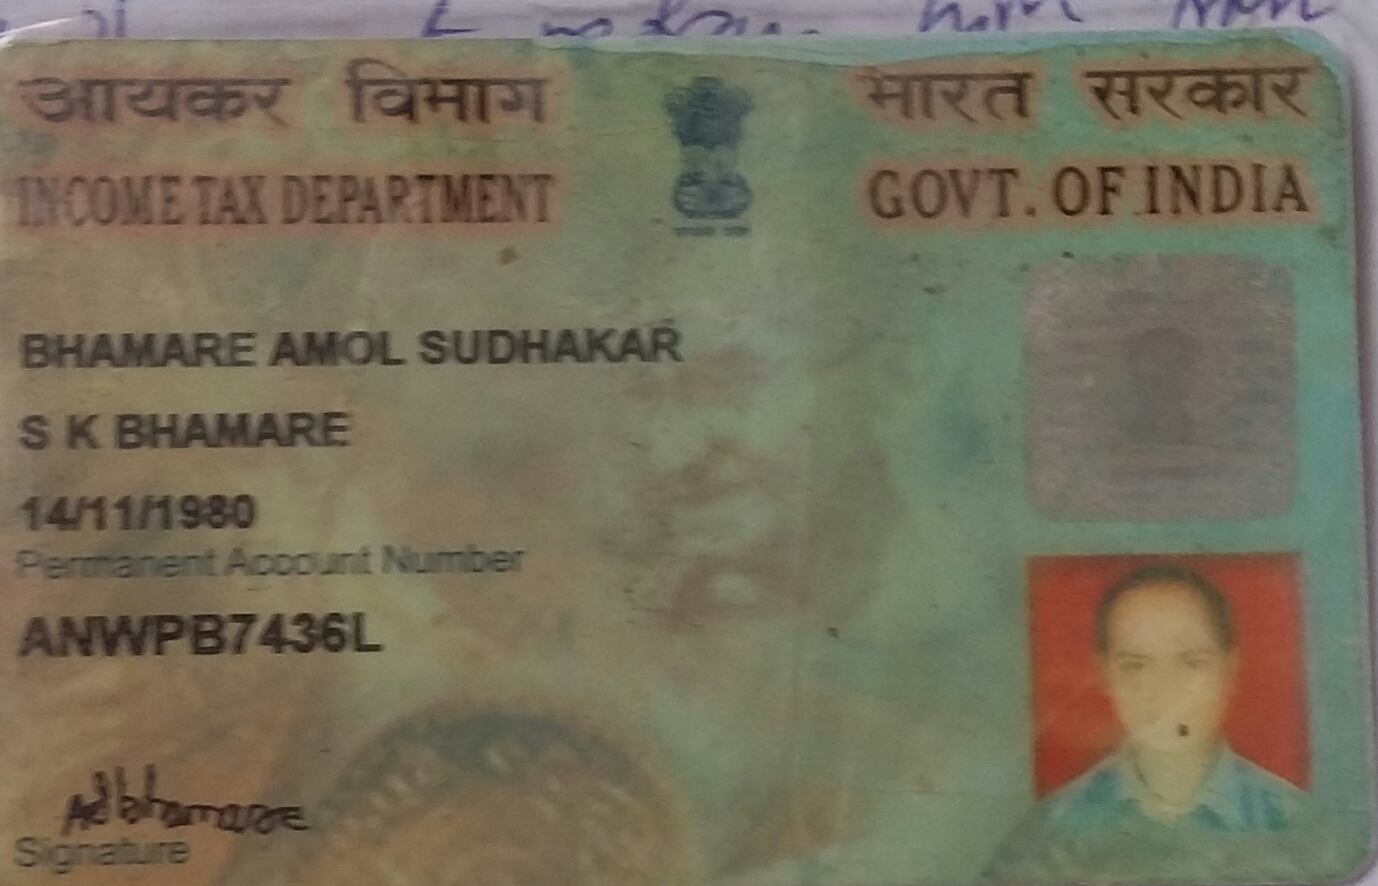 आयकर विभाग
भारत सरकार
INCOME TAX DEPARTMENT
GOVT. OF INDIA
BHAMARE AMOL SUDHAKAR
S K BHAMARE
14/11/1980
Permanent Account Number
ANWPB7436L
Signature